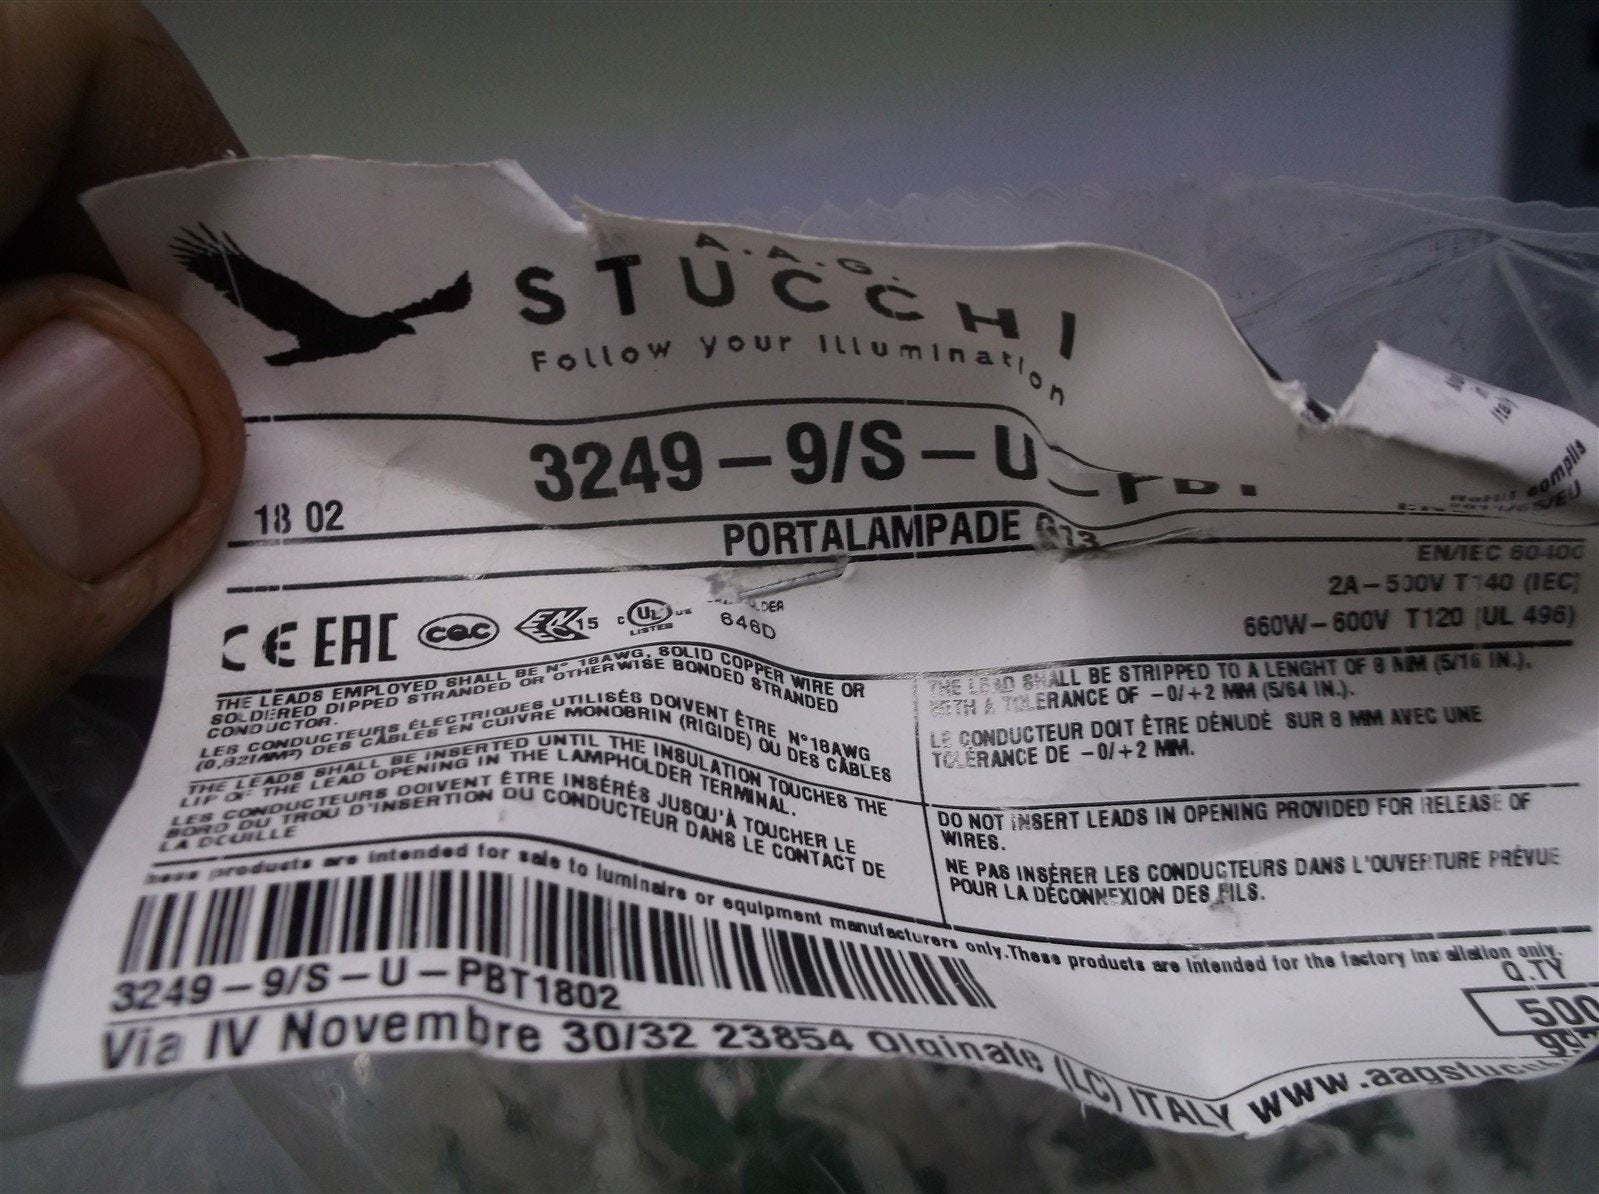 A.A.G.
STUCCHI
Follow your illumination
Italy
3249-9/S-U-PBT
18 02
PORTALAMPADE G13
EN/IEC 60400
2A-500V T140 (IEC)
660W-600V T120 (UL 496)
CE EAC CQC ENEC 15 c UL us
LISTED
646D
THE LEADS EMPLOYED SHALL BE N° 18AWG, SOLID COPPER WIRE OR
SOLDERED DIPPED STRANDED OR OTHERWISE BONDED STRANDED
CONDUCTOR.
LES CONDUCTEURS ÉLECTRIQUES UTILISÉS DOIVENT ÊTRE N°18AWG
DES CÂBLES EN CUIVRE MONOBRIN (RIGIDE) OU DES CÂBLES
THE LEADS SHALL BE INSERTED UNTIL THE INSULATION TOUCHES THE
LIP OF THE LEAD OPENING IN THE LAMPHOLDER TERMINAL.
LES CONDUCTEURS DOIVENT ÊTRE INSÉRÉS JUSQU'À TOUCHER LE
BORD DU TROU D'INSERTION DU CONDUCTEUR DANS LE CONTACT DE
LA DOUILLE
THE LEAD SHALL BE STRIPPED TO A LENGHT OF 8 MM (5/16 IN.),
WITH A TOLERANCE OF -0/+2 MM (5/64 IN.).
LE CONDUCTEUR DOIT ÊTRE DÉNUDÉ SUR 8 MM AVEC UNE
TOLÉRANCE DE -0/+2 MM.
DO NOT INSERT LEADS IN OPENING PROVIDED FOR RELEASE OF
WIRES.
NE PAS INSÉRER LES CONDUCTEURS DANS L'OUVERTURE PRÉVUE
POUR LA DÉCONNEXION DES FILS.
These products are intended for sale to luminaire or equipment manufacturers only.These products are intended for the factory installation only.
3249-9/S-U-PBT1802
Q.TY
500
Via IV Novembre 30/32 23854 Olginate (LC) ITALY www.aagstucchi